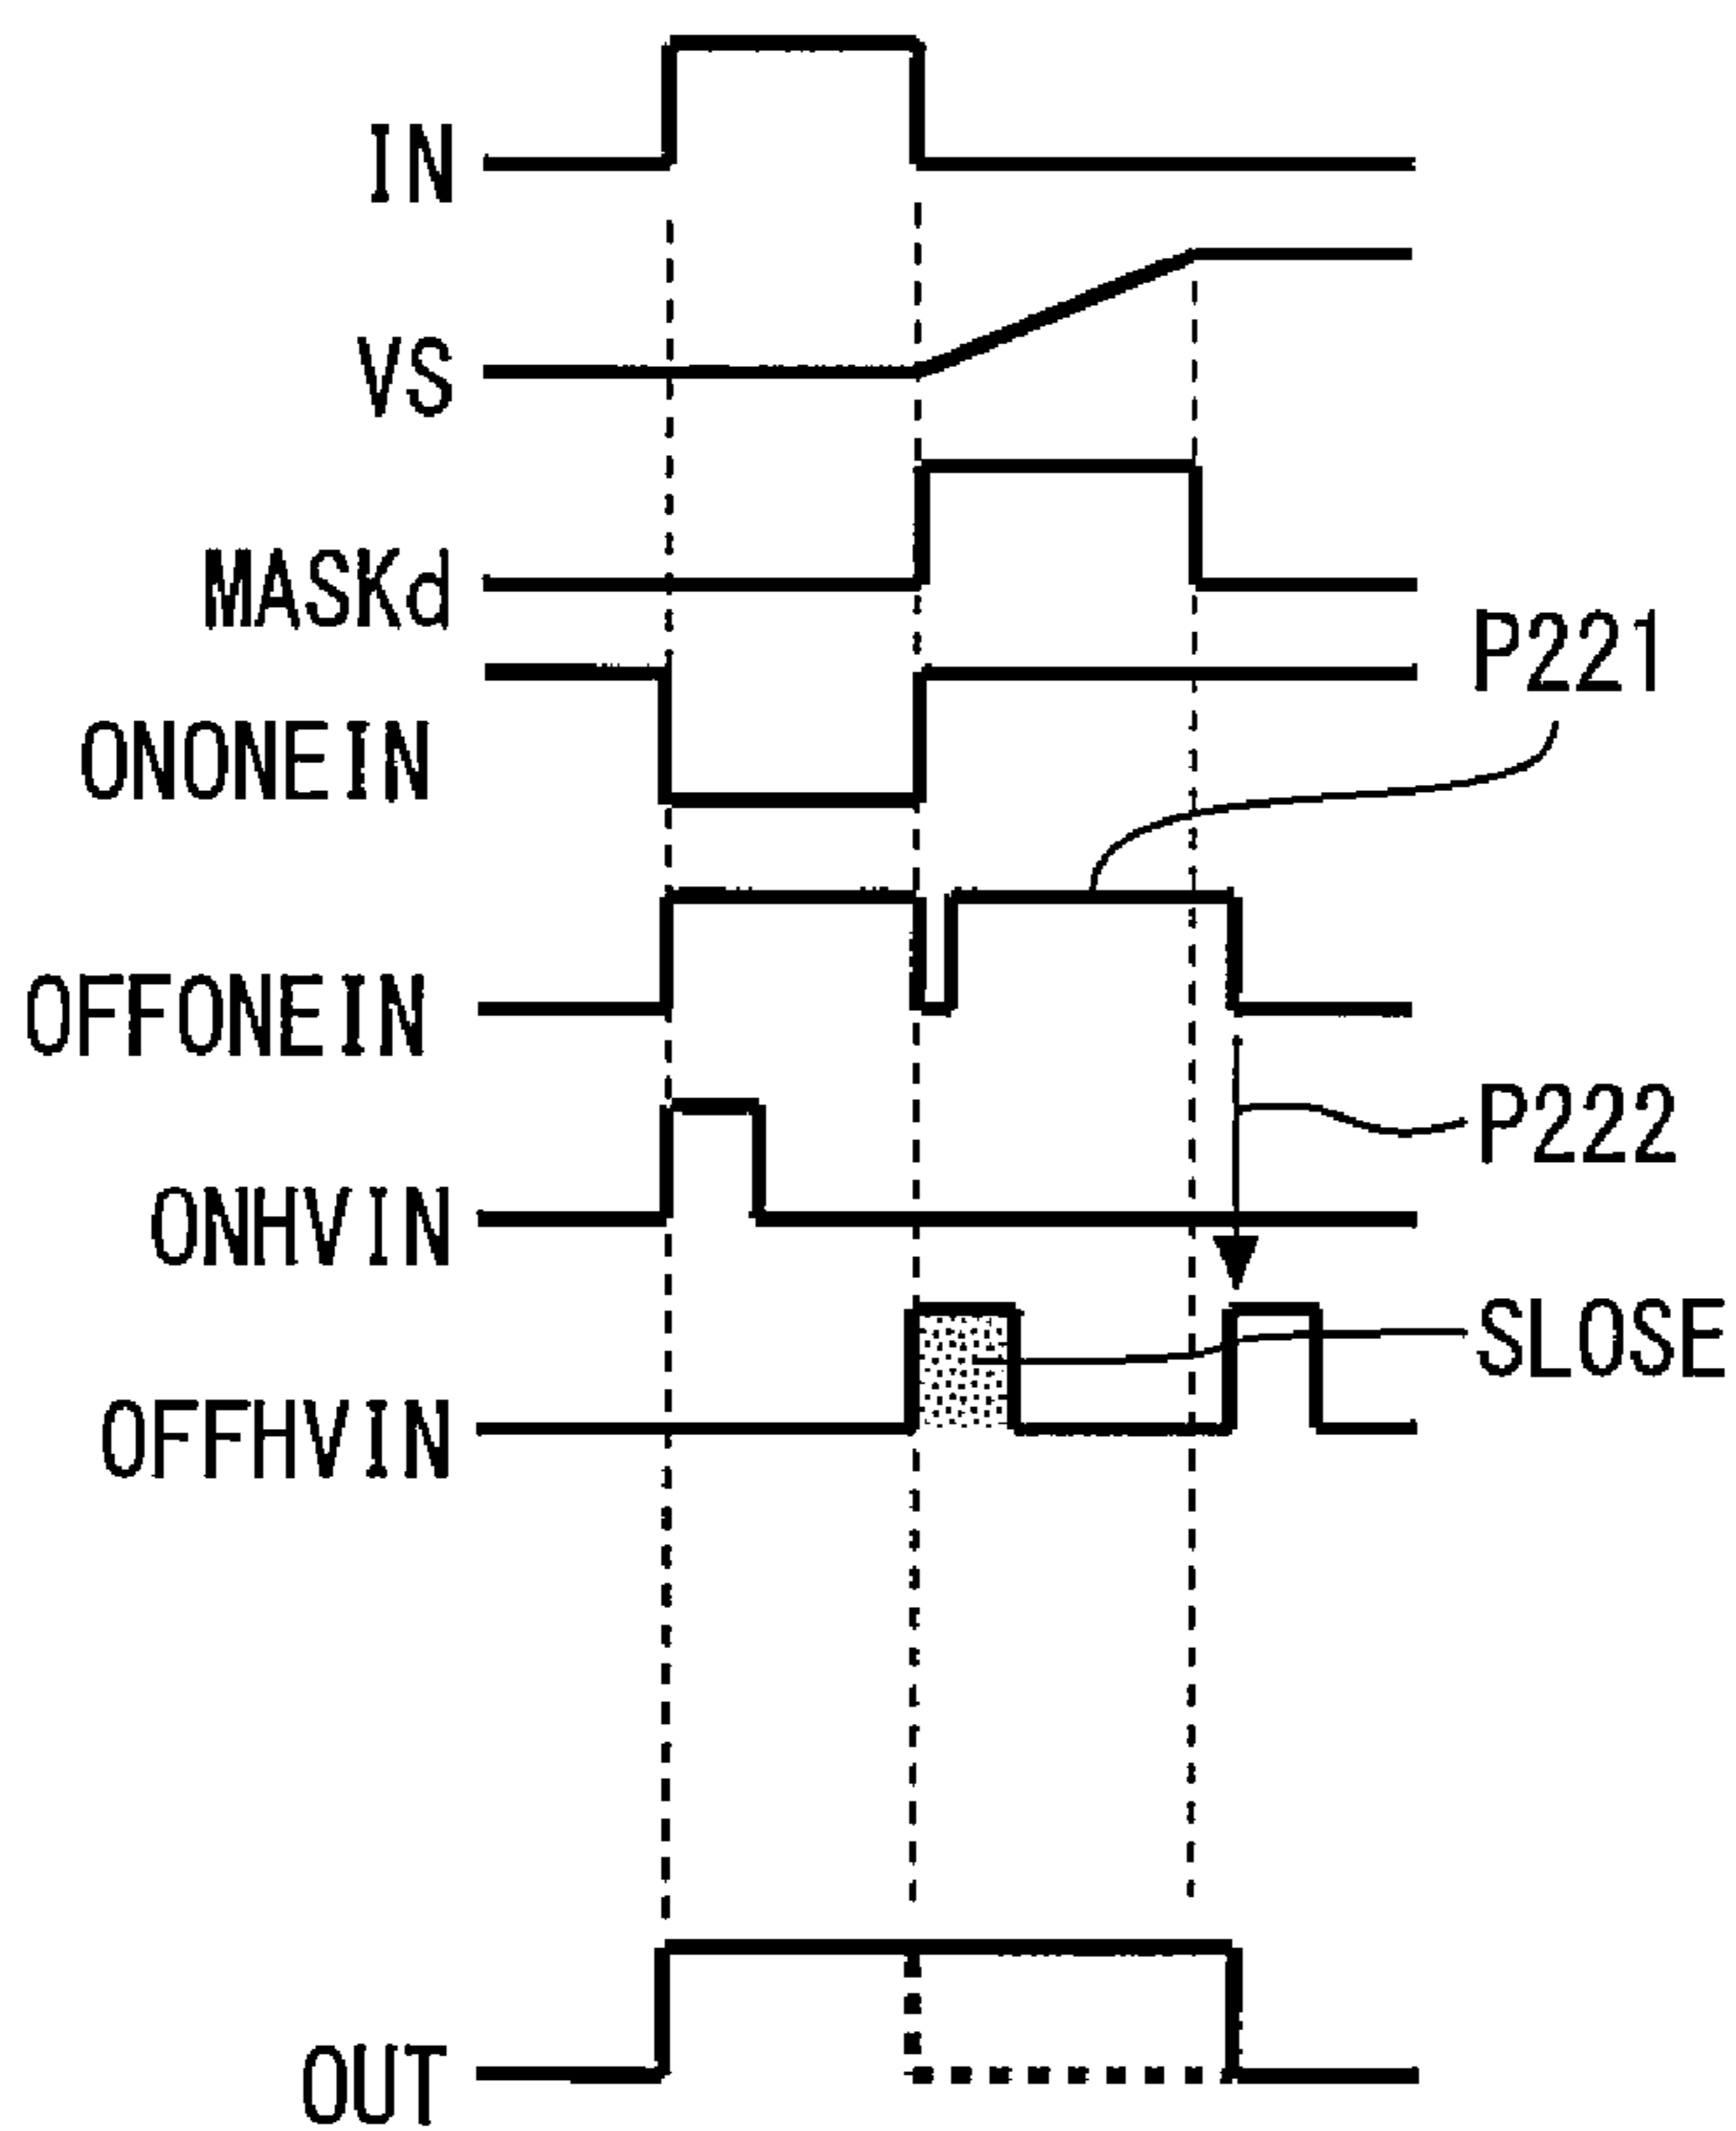 IN
VS
MASKd
P221
ONONEIN
OFFONEIN
P222
ONHVIN
SLOSE
OFFHVIN
OUT